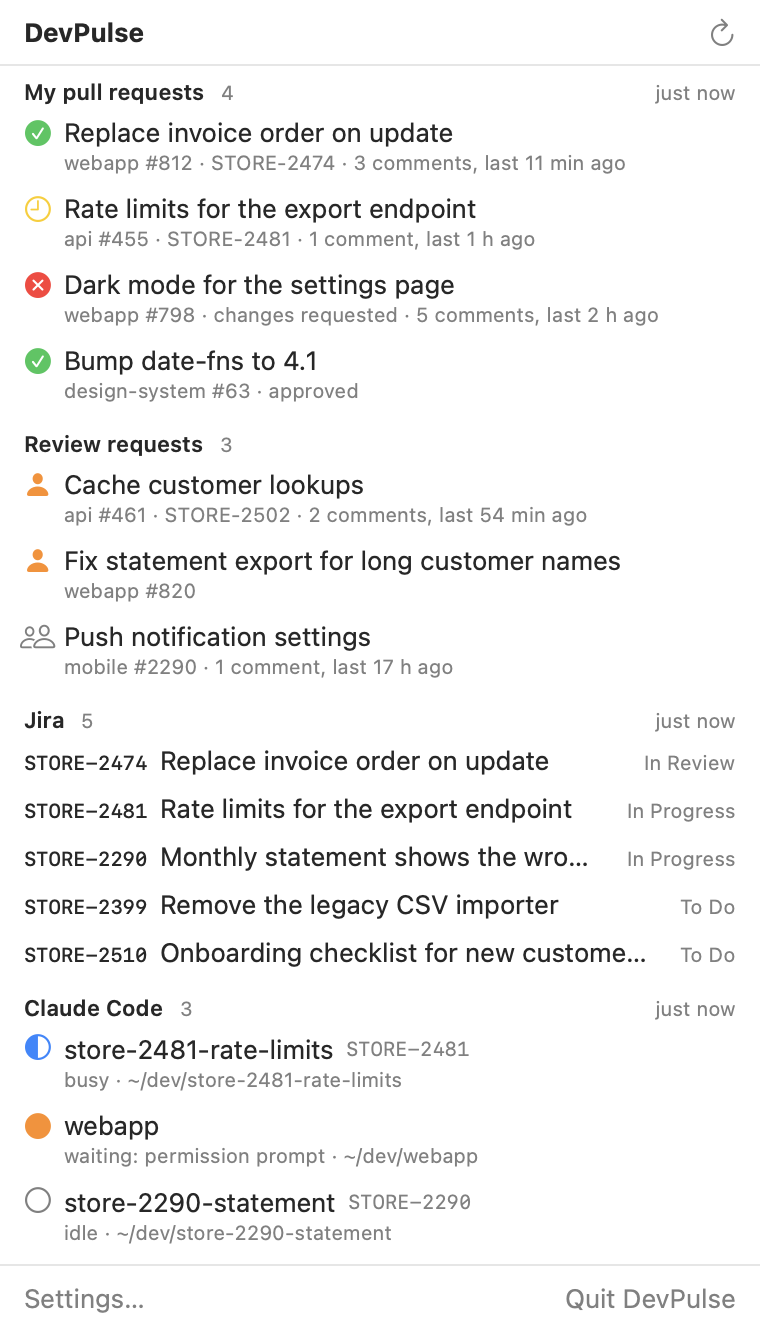 DevPulse
My pull requests 4 just now
Replace invoice order on update
webapp #812 · STORE-2474 · 3 comments, last 11 min ago
Rate limits for the export endpoint
api #455 · STORE-2481 · 1 comment, last 1 h ago
Dark mode for the settings page
webapp #798 · changes requested · 5 comments, last 2 h ago
Bump date-fns to 4.1
design-system #63 · approved
Review requests 3
Cache customer lookups
api #461 · STORE-2502 · 2 comments, last 54 min ago
Fix statement export for long customer names
webapp #820
Push notification settings
mobile #2290 · 1 comment, last 17 h ago
Jira 5 just now
STORE-2474 Replace invoice order on update In Review
STORE-2481 Rate limits for the export endpoint In Progress
STORE-2290 Monthly statement shows the wro... In Progress
STORE-2399 Remove the legacy CSV importer To Do
STORE-2510 Onboarding checklist for new custome... To Do
Claude Code 3 just now
store-2481-rate-limits STORE-2481
busy · ~/dev/store-2481-rate-limits
webapp
waiting: permission prompt · ~/dev/webapp
store-2290-statement STORE-2290
idle · ~/dev/store-2290-statement
Settings... Quit DevPulse